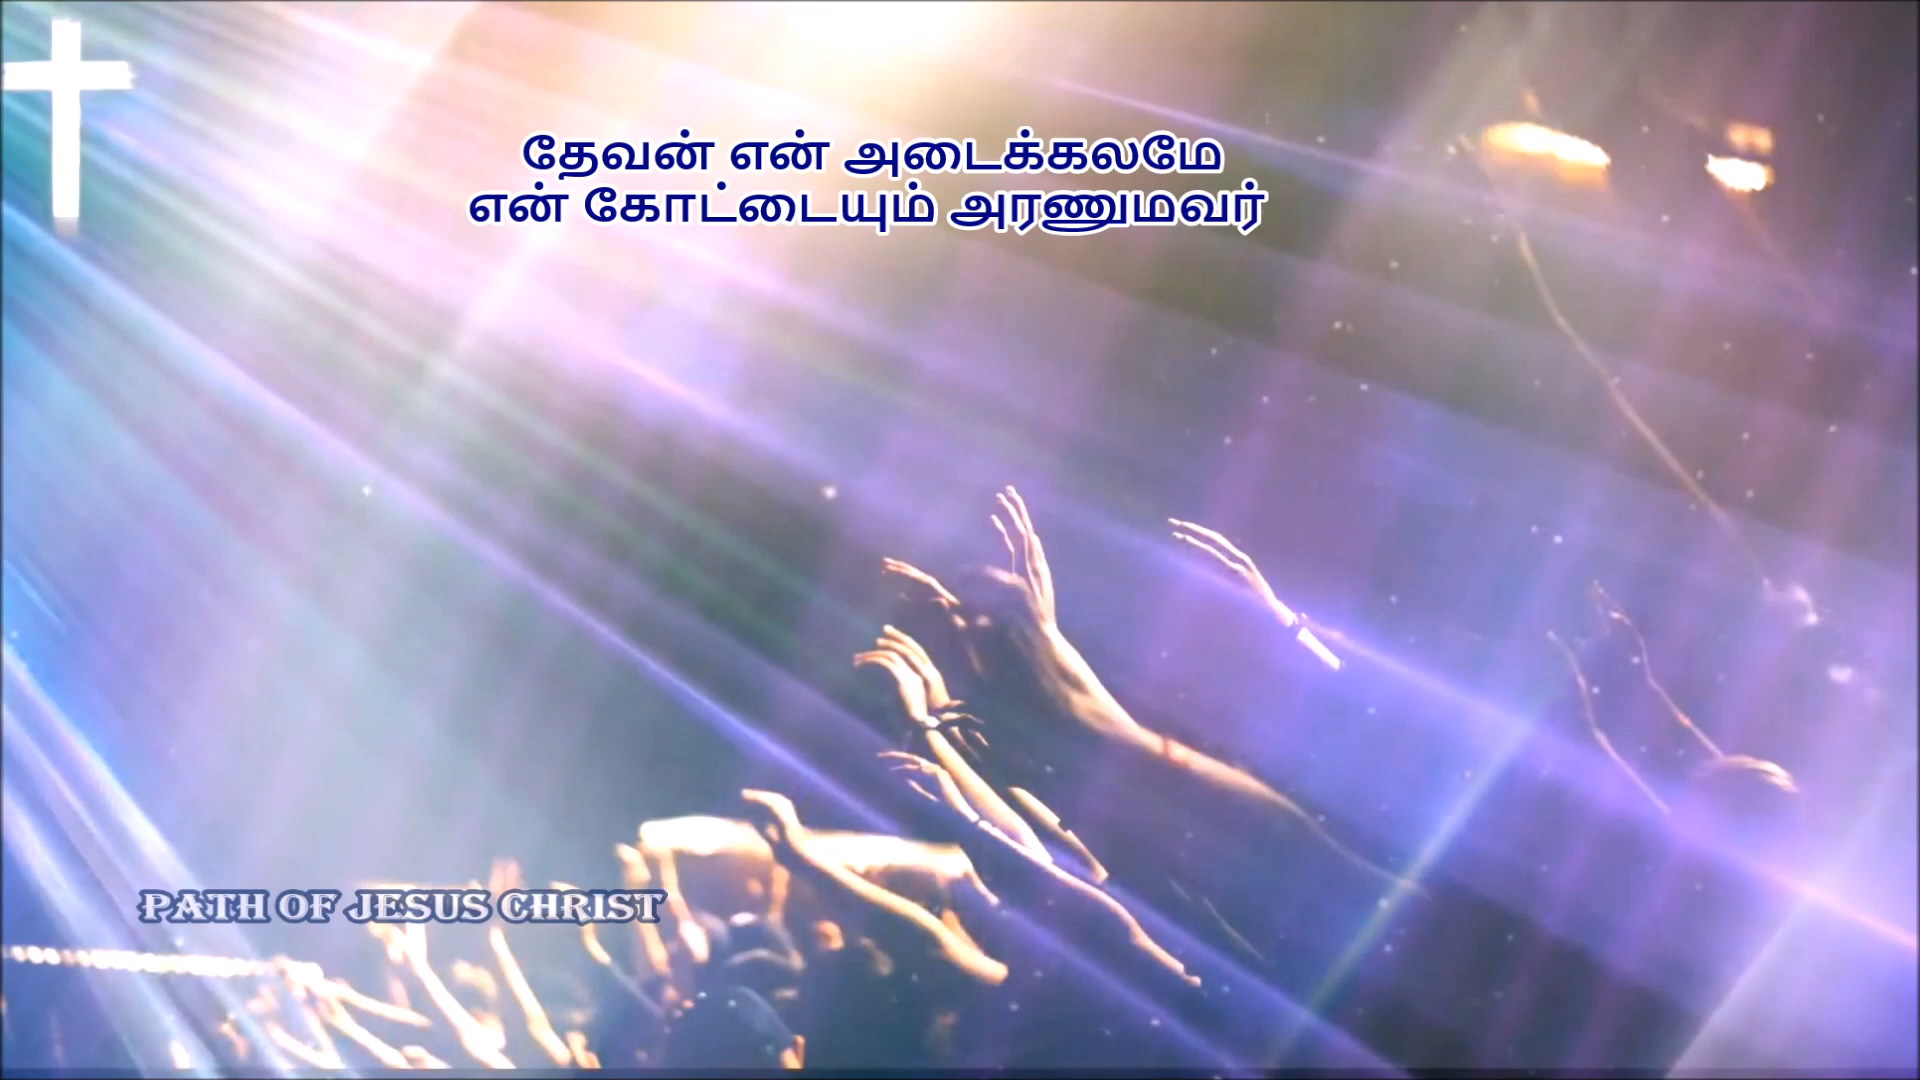 தேவன் என் அடைக்கலமே
என் கோட்டையும் அரணுமவர்
PATH OF JESUS CHRIST